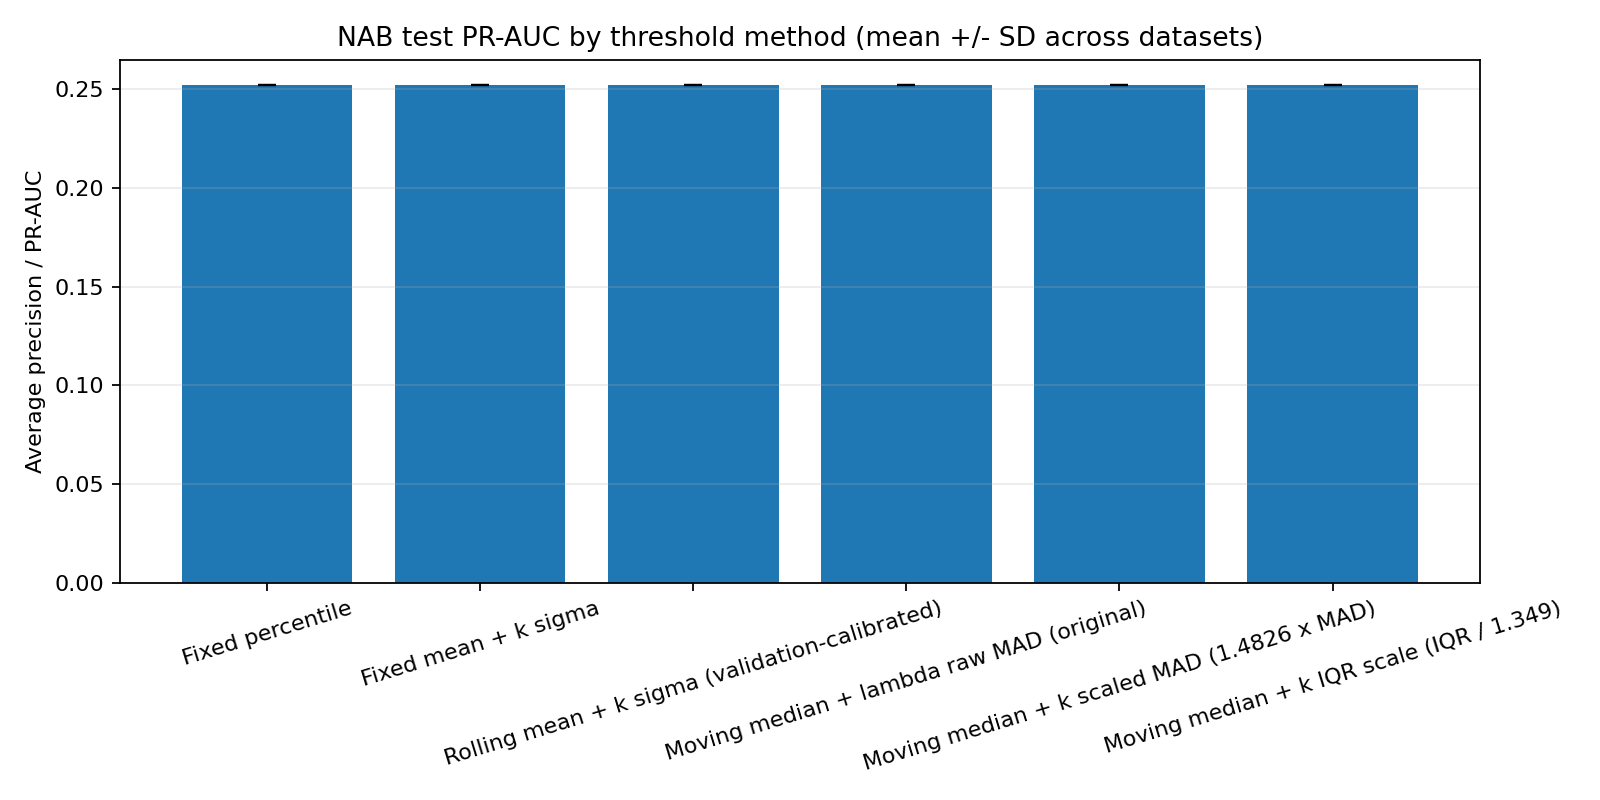 NAB test PR-AUC by threshold method (mean +/- SD across datasets)
Average precision / PR-AUC
0.25
0.20
0.15
0.10
0.05
0.00
Fixed percentile
Fixed mean + k sigma
Rolling mean + k sigma (validation-calibrated)
Moving median + lambda raw MAD (original)
Moving median + k scaled MAD (1.4826 x MAD)
Moving median + k IQR scale (IQR / 1.349)